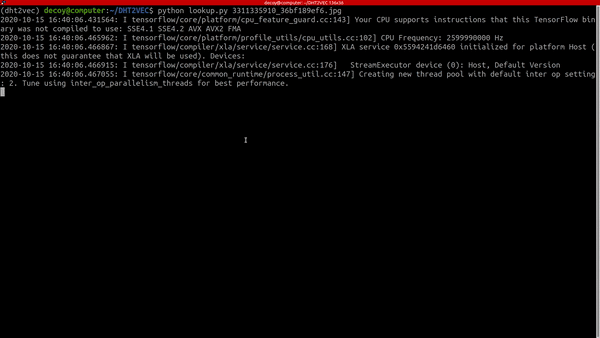 decoy@computer: ~/DHT2VEC 136x36
(dht2vec) decoy@computer:~/DHT2VEC$ python lookup.py 3311335910_36bf189ef6.jpg
2020-10-15 16:40:06.431564: I tensorflow/core/platform/cpu_feature_guard.cc:143] Your CPU supports instructions that this TensorFlow bin
ary was not compiled to use: SSE4.1 SSE4.2 AVX AVX2 FMA
2020-10-15 16:40:06.465962: I tensorflow/core/platform/profile_utils/cpu_utils.cc:102] CPU Frequency: 2599990000 Hz
2020-10-15 16:40:06.466867: I tensorflow/compiler/xla/service/service.cc:168] XLA service 0x5594241d6460 initialized for platform Host (
this does not guarantee that XLA will be used). Devices:
2020-10-15 16:40:06.466915: I tensorflow/compiler/xla/service/service.cc:176]   StreamExecutor device (0): Host, Default Version
2020-10-15 16:40:06.467055: I tensorflow/core/common_runtime/process_util.cc:147] Creating new thread pool with default inter op setting
: 2. Tune using inter_op_parallelism_threads for best performance.